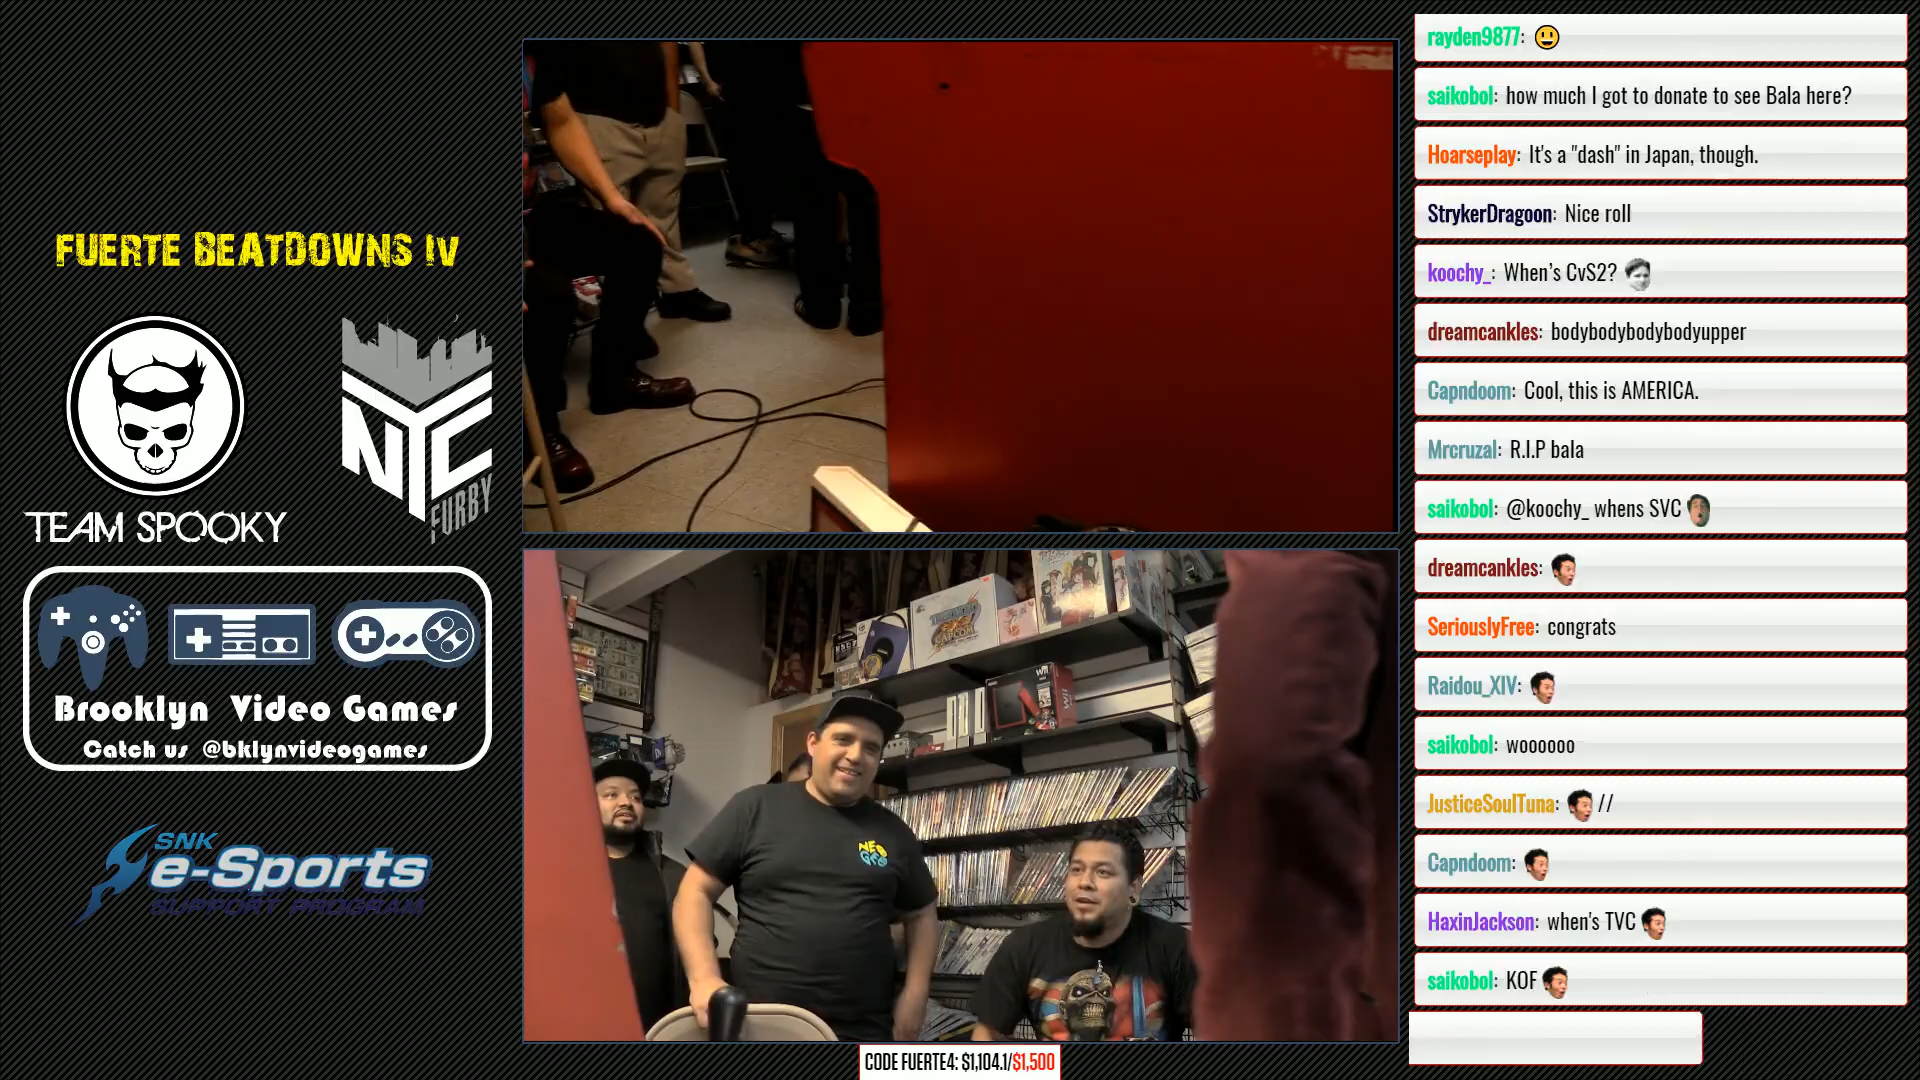 FUERTE BEATDOWNS IV
TEAM SPOOKY
NYC
FURBY
Brooklyn Video Games
Catch us @bklynvideogames
SNK
e-Sports
SUPPORT PROGRAM
CAPCOM
Wii
NEO
GEO
CODE FUERTE4: $1,104.1/$1,500
rayden9877: 😃
saikobol: how much I got to donate to see Bala here?
Hoarseplay: It's a "dash" in Japan, though.
StrykerDragoon: Nice roll
koochy_: When’s CvS2?
dreamcankles: bodybodybodybodyupper
Capndoom: Cool, this is AMERICA.
Mrcruzal: R.I.P bala
saikobol: @koochy_ whens SVC
dreamcankles:
SeriouslyFree: congrats
Raidou_XIV:
saikobol: woooooo
JusticeSoulTuna: //
Capndoom:
HaxinJackson: when's TVC
saikobol: KOF